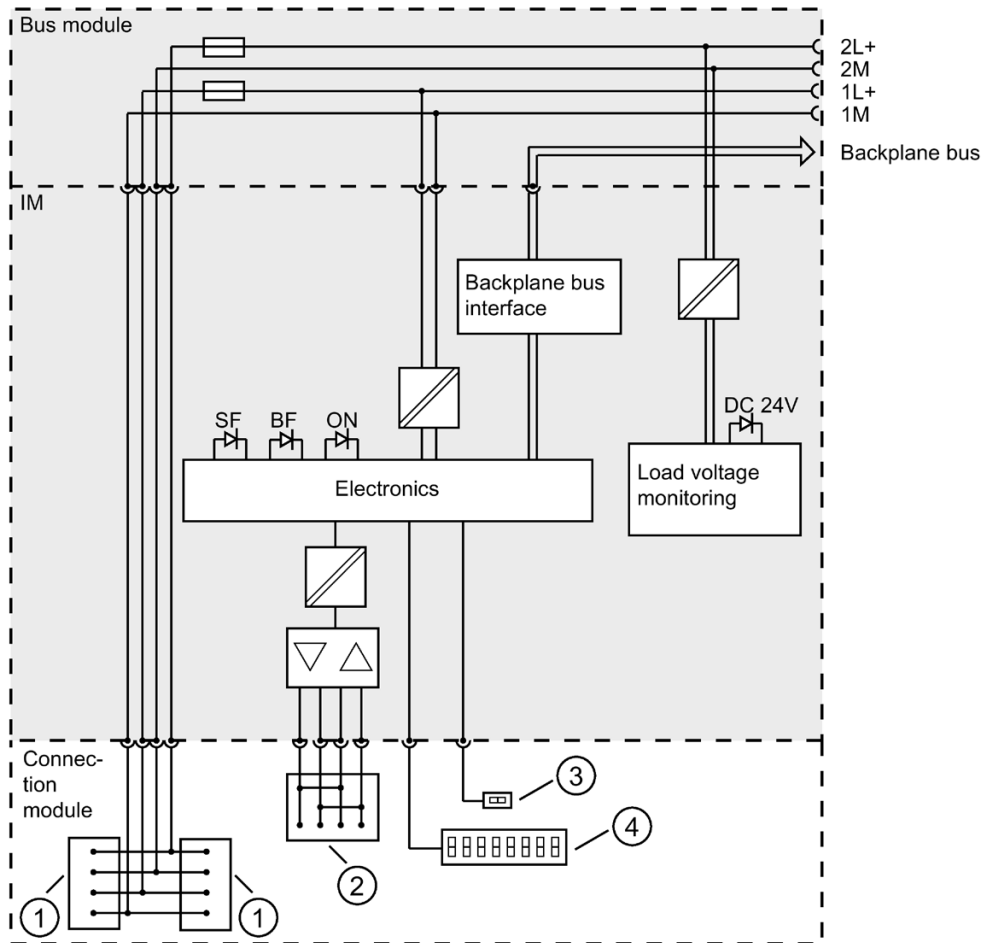 Bus module
2L+
2M
1L+
1M
Backplane bus
IM
Backplane bus
interface
SF
BF
ON
DC 24V
Electronics
Load voltage
monitoring
Connec-
tion
module
3
4
2
1
1